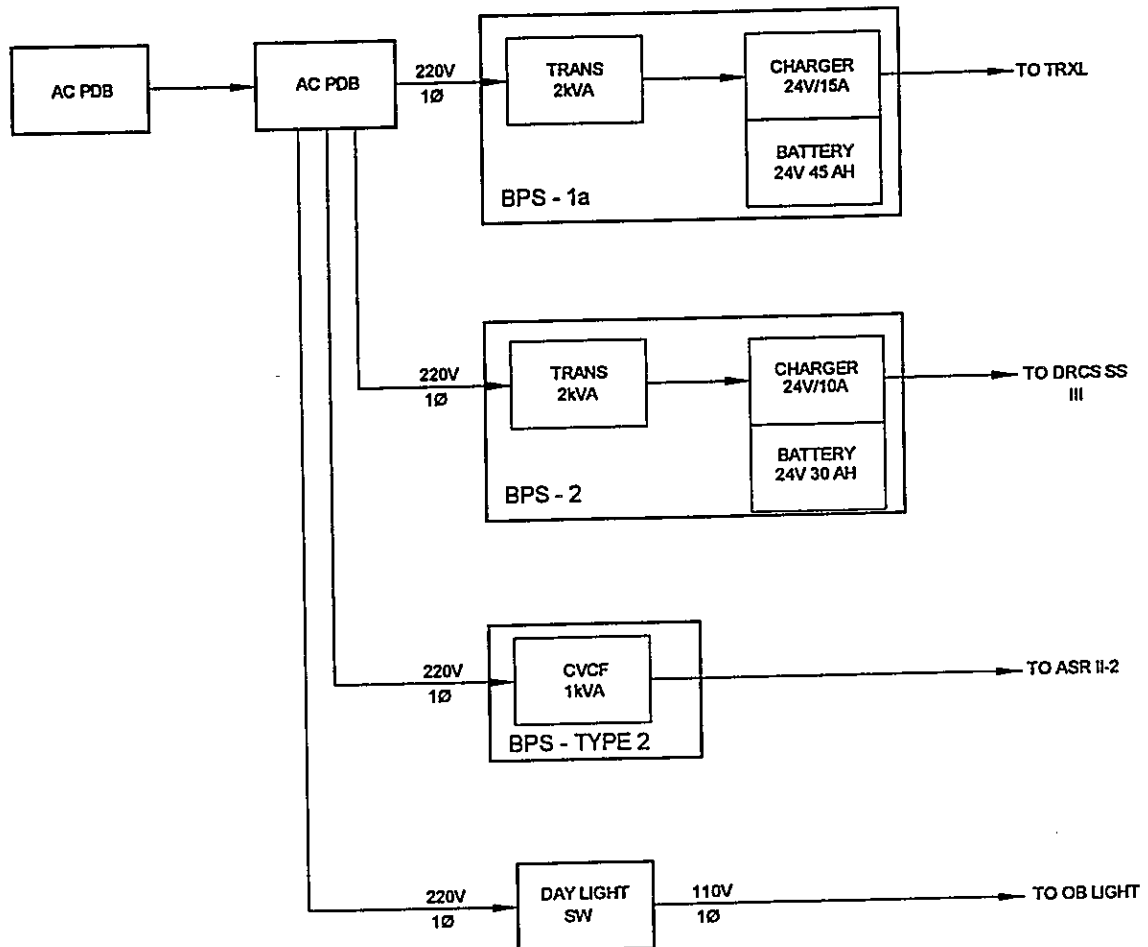 AC PDB
AC PDB
220V
1Ø
TRANS
2kVA
CHARGER
24V/15A
BATTERY
24V 45 AH
BPS - 1a
TO TRXL
220V
1Ø
TRANS
2kVA
CHARGER
24V/10A
BATTERY
24V 30 AH
BPS - 2
TO DRCS SS
III
220V
1Ø
CVCF
1kVA
BPS - TYPE 2
TO ASR II-2
220V
1Ø
DAY LIGHT
SW
110V
1Ø
TO OB LIGHT